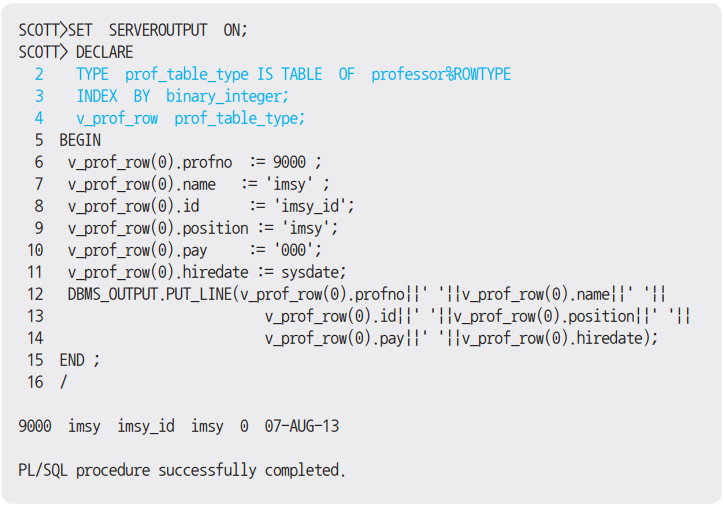 SCOTT>SET SERVEROUTPUT ON;
SCOTT> DECLARE
2 TYPE prof_table_type IS TABLE OF professor%ROWTYPE
3 INDEX BY binary_integer;
4 v_prof_row prof_table_type;
5 BEGIN
6 v_prof_row(0).profno := 9000 ;
7 v_prof_row(0).name := 'imsy' ;
8 v_prof_row(0).id := 'imsy_id';
9 v_prof_row(0).position := 'imsy';
10 v_prof_row(0).pay := '000';
11 v_prof_row(0).hiredate := sysdate;
12 DBMS_OUTPUT.PUT_LINE(v_prof_row(0).profno||' '||v_prof_row(0).name||' '||
13 v_prof_row(0).id||' '||v_prof_row(0).position||' '||
14 v_prof_row(0).pay||' '||v_prof_row(0).hiredate);
15 END ;
16 /
9000 imsy imsy_id imsy 0 07-AUG-13
PL/SQL procedure successfully completed.